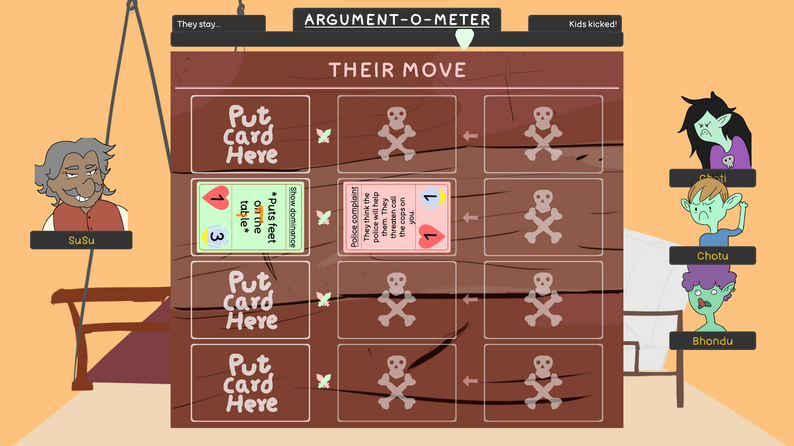 They stay...
ARGUMENT-O-METER
Kids kicked!
THEIR MOVE
Put
Card
Here
Show dominance
*Puts feet
on the
table*
1
3
Police complaint
They think the
police will help
them. They
threaten call
the cops on
you.
1
1
Put
Card
Here
Put
Card
Here
SuSu
Choti
Chotu
Bhondu